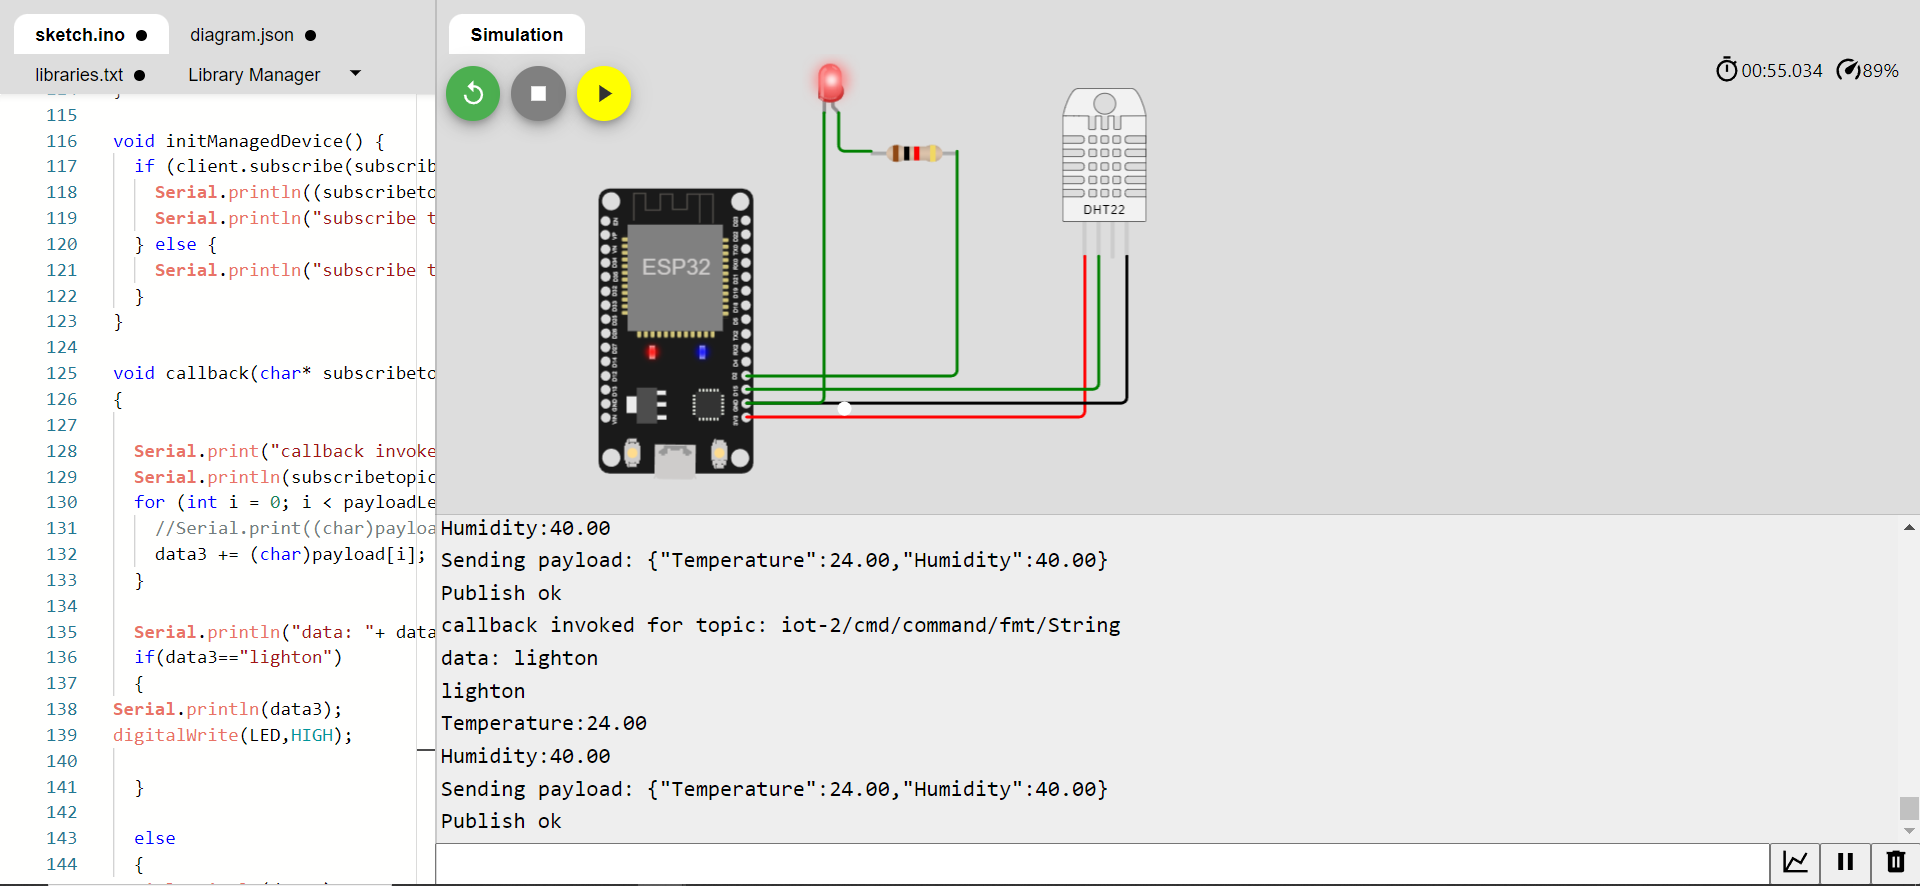 sketch.ino
diagram.json
libraries.txt
Library Manager
115
116 void initManagedDevice() {
117 if (client.subscribe(subscrib
118 Serial.println((subscribeto
119 Serial.println("subscribe t
120 } else {
121 Serial.println("subscribe t
122 }
123 }
124
125 void callback(char* subscribeto
126 {
127
128 Serial.print("callback invoke
129 Serial.println(subscribetopic
130 for (int i = 0; i < payloadLe
131 //Serial.print((char)payloa
132 data3 += (char)payload[i];
133 }
134
135 Serial.println("data: "+ data
136 if(data3=="lighton")
137 {
138 Serial.println(data3);
139 digitalWrite(LED,HIGH);
140
141 }
142
143 else
144 {
Simulation
00:55.034 89%
ESP32
DHT22
Humidity:40.00
Sending payload: {"Temperature":24.00,"Humidity":40.00}
Publish ok
callback invoked for topic: iot-2/cmd/command/fmt/String
data: lighton
lighton
Temperature:24.00
Humidity:40.00
Sending payload: {"Temperature":24.00,"Humidity":40.00}
Publish ok